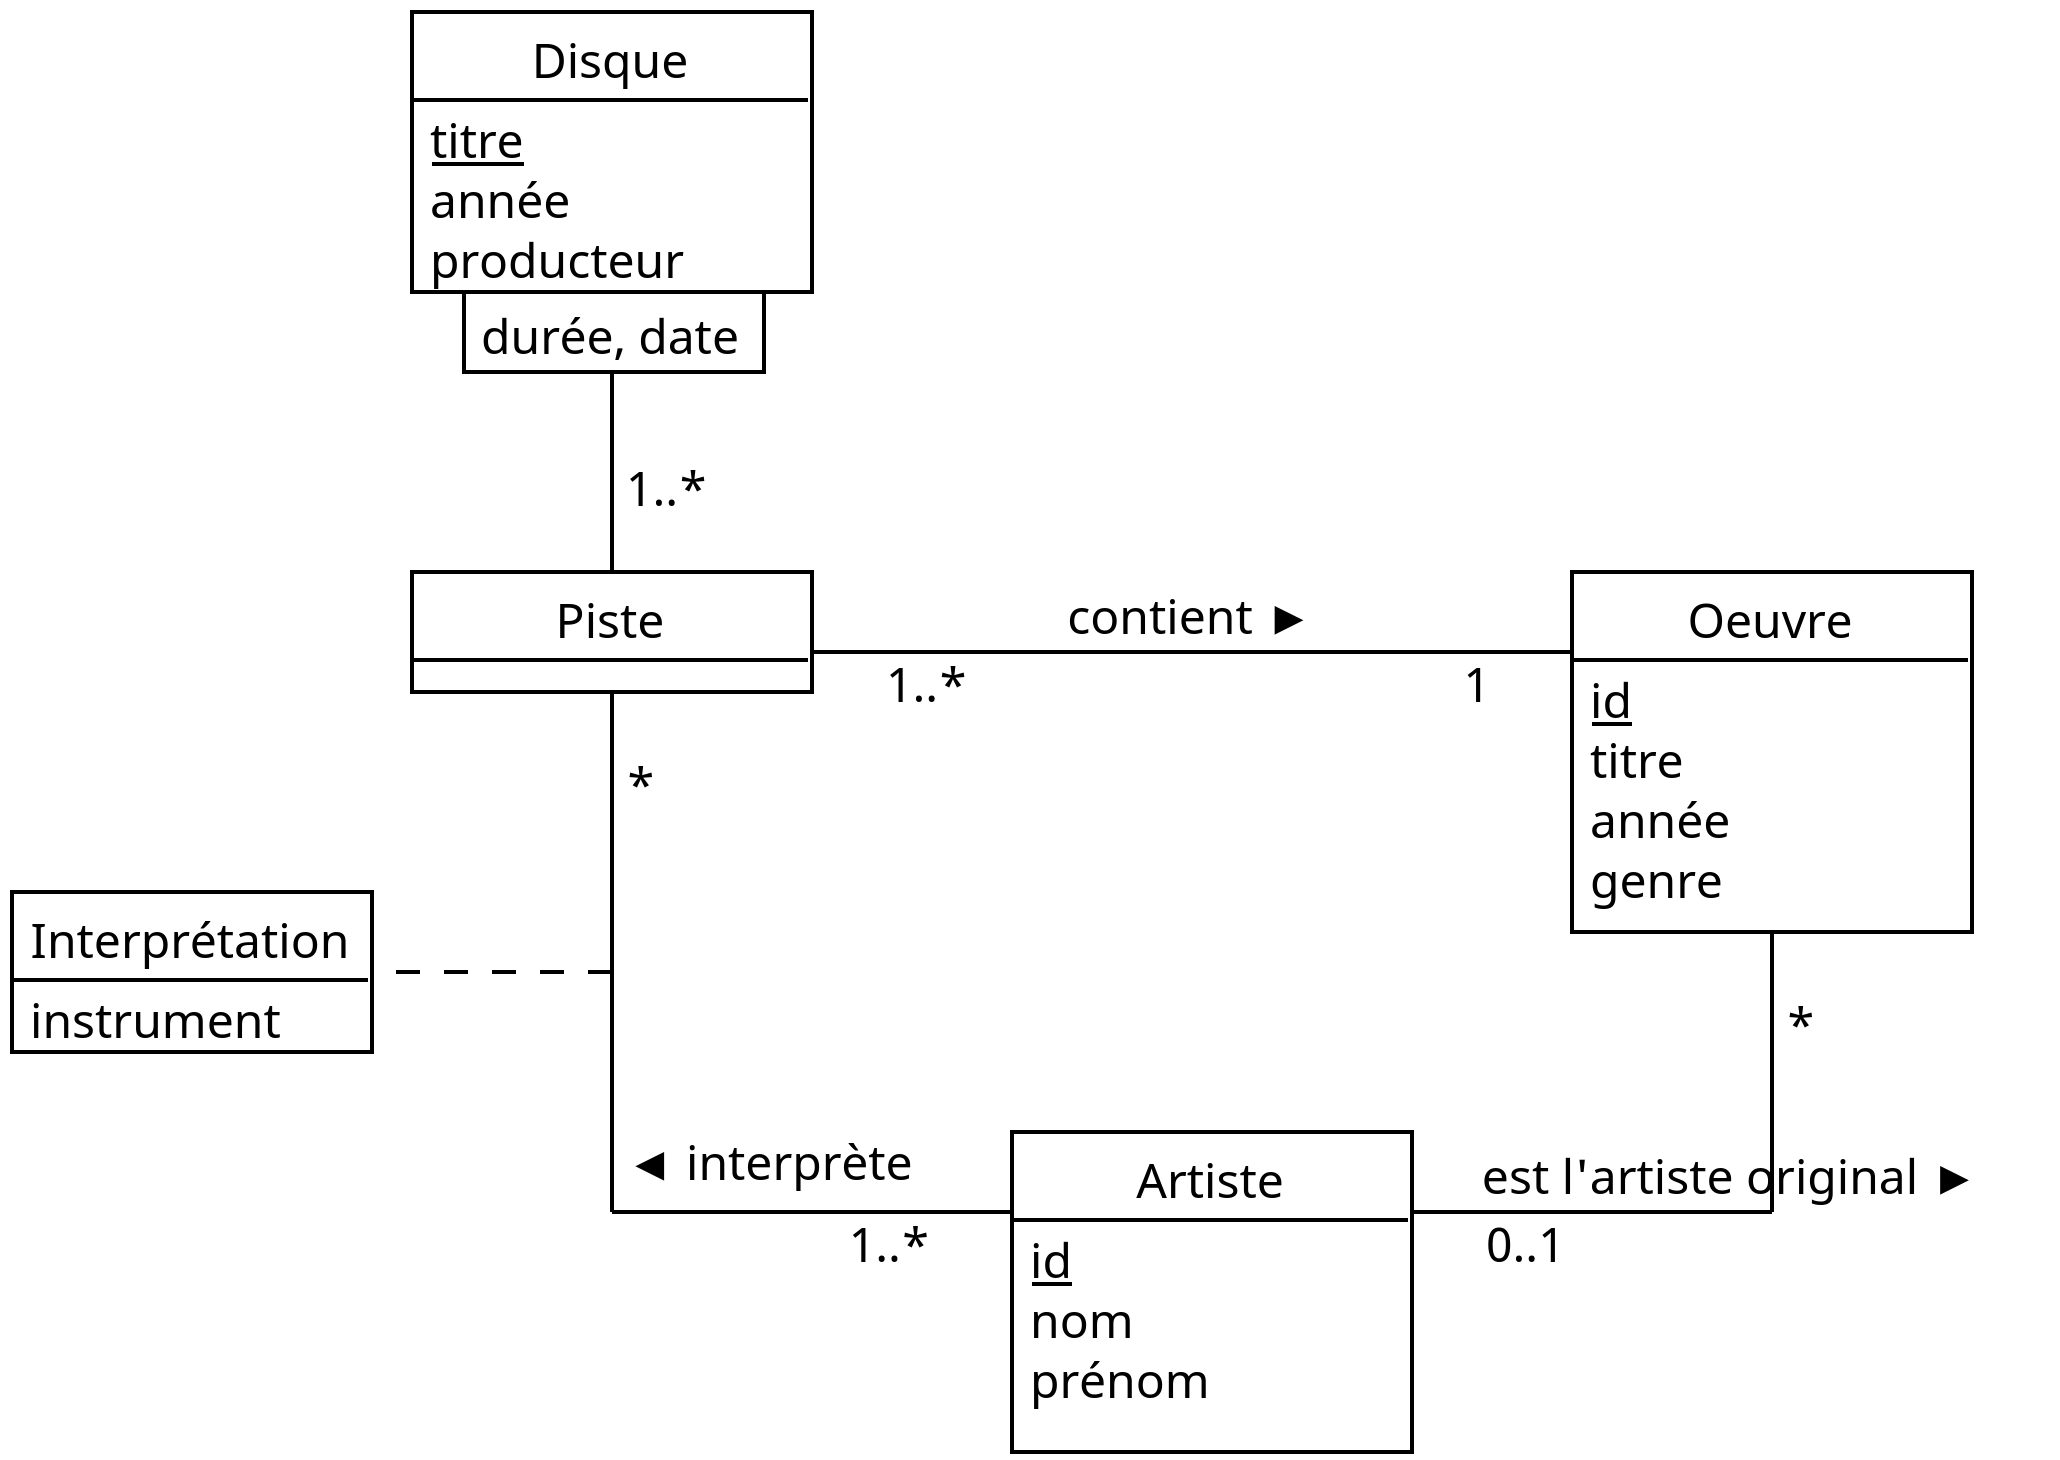 Disque
titre
année
producteur
durée, date
1..*
Piste
contient ►
1..*
1
Oeuvre
id
titre
année
genre
*
Interprétation
instrument
*
◄ interprète
1..*
Artiste
id
nom
prénom
est l'artiste original ►
0..1